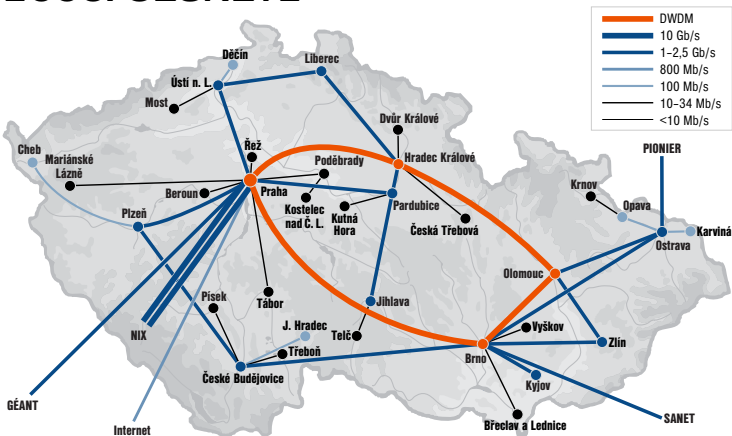 DWDM
10 Gb/s
1–2,5 Gb/s
800 Mb/s
100 Mb/s
10–34 Mb/s
<10 Mb/s
Děčín
Liberec
Ústí n. L.
Most
Dvůr Králové
Cheb
Mariánské
Lázně
Řež
Poděbrady
Hradec Králové
PIONIER
Beroun
Praha
Krnov
Opava
Plzeň
Kostelec
nad Č. L.
Kutná
Hora
Pardubice
Česká Třebová
Karviná
Ostrava
Olomouc
Písek
Tábor
Jihlava
NIX
J. Hradec
Telč
Vyškov
Třeboň
Brno
Zlín
České Budějovice
Kyjov
GÉANT
Internet
Břeclav a Lednice
SANET